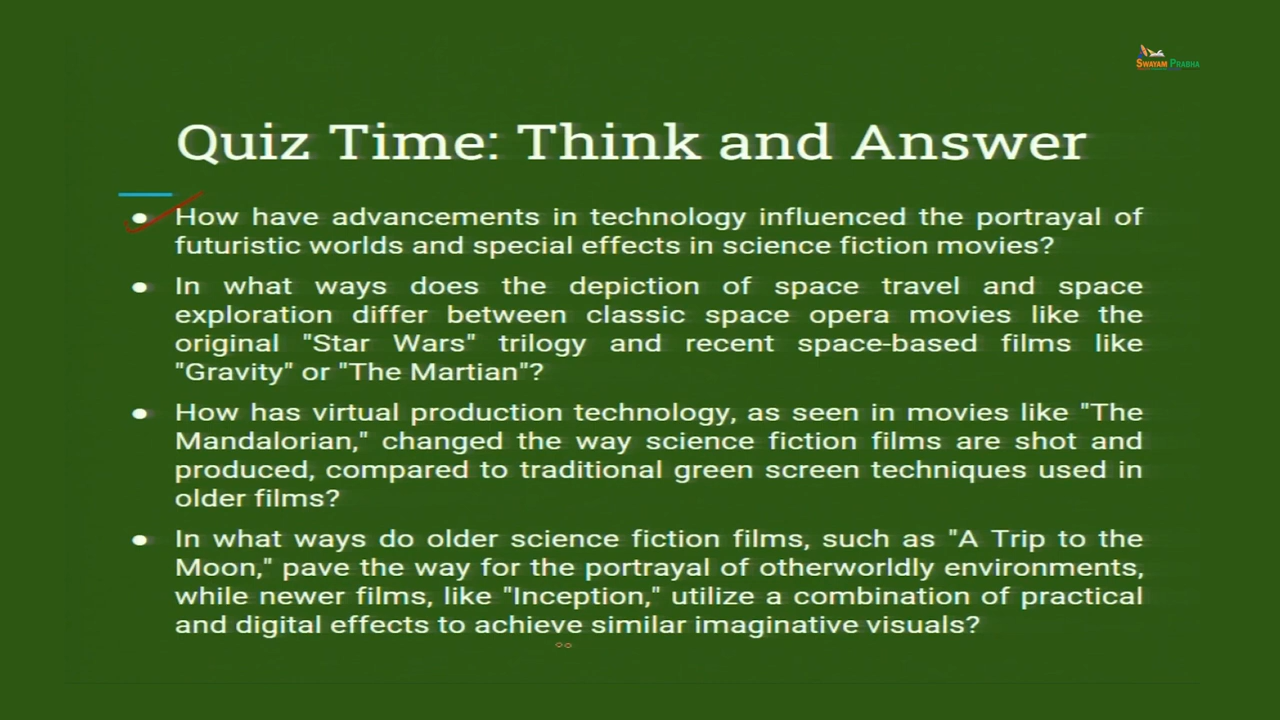 SWAYAM PRABHA
Quiz Time: Think and Answer
● How have advancements in technology influenced the portrayal of
futuristic worlds and special effects in science fiction movies?
● In what ways does the depiction of space travel and space
exploration differ between classic space opera movies like the
original "Star Wars" trilogy and recent space-based films like
"Gravity" or "The Martian"?
● How has virtual production technology, as seen in movies like "The
Mandalorian," changed the way science fiction films are shot and
produced, compared to traditional green screen techniques used in
older films?
● In what ways do older science fiction films, such as "A Trip to the
Moon," pave the way for the portrayal of otherworldly environments,
while newer films, like "Inception," utilize a combination of practical
and digital effects to achieve similar imaginative visuals?